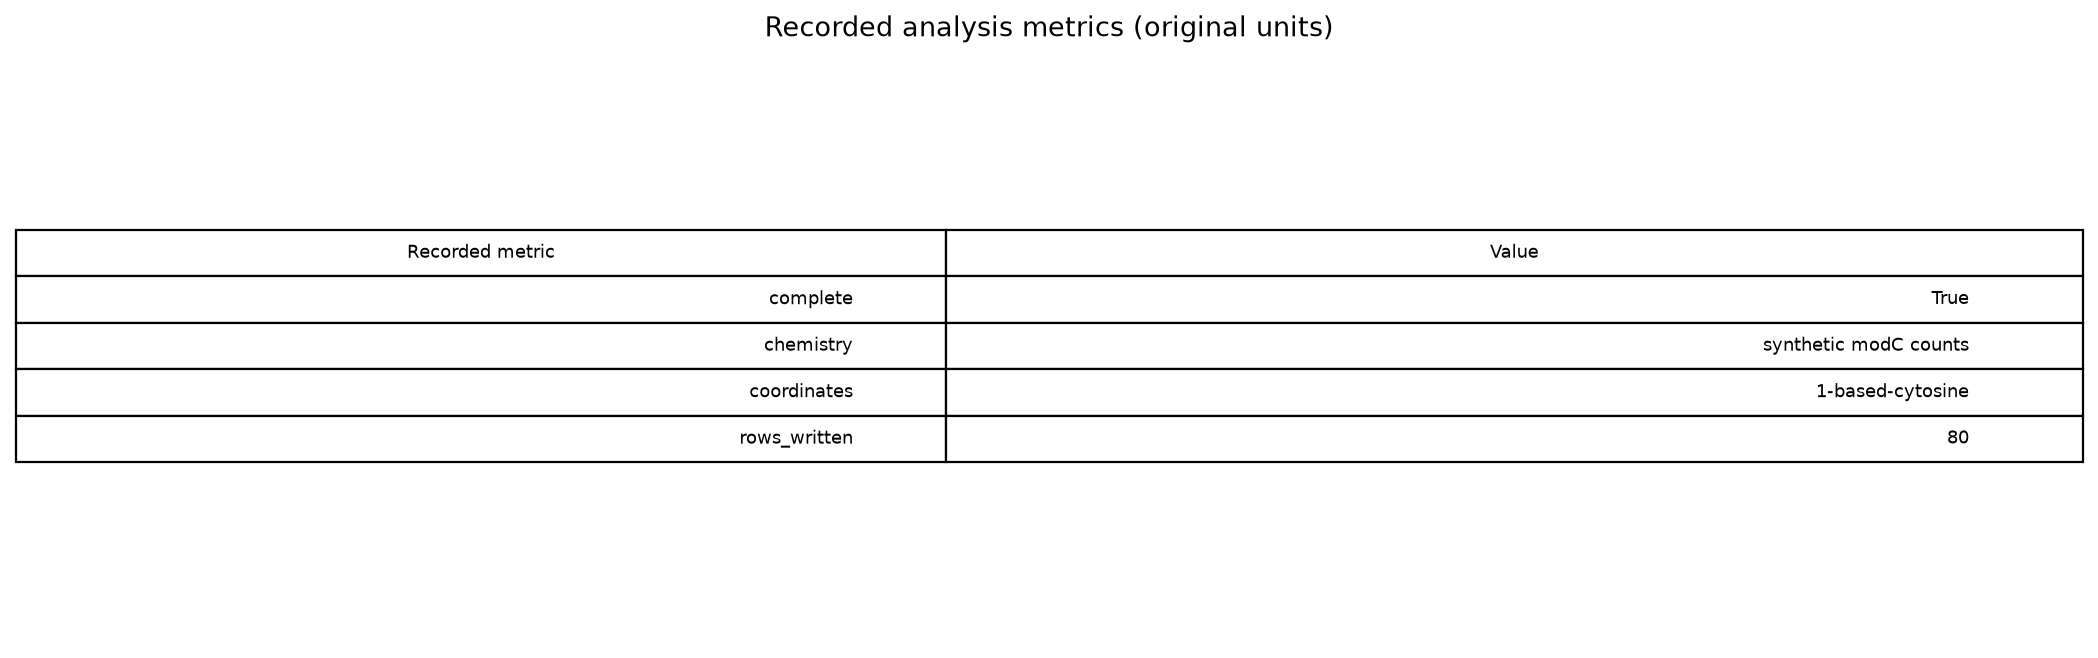 Recorded analysis metrics (original units)
Recorded metric Value
complete True
chemistry synthetic modC counts
coordinates 1-based-cytosine
rows_written 80